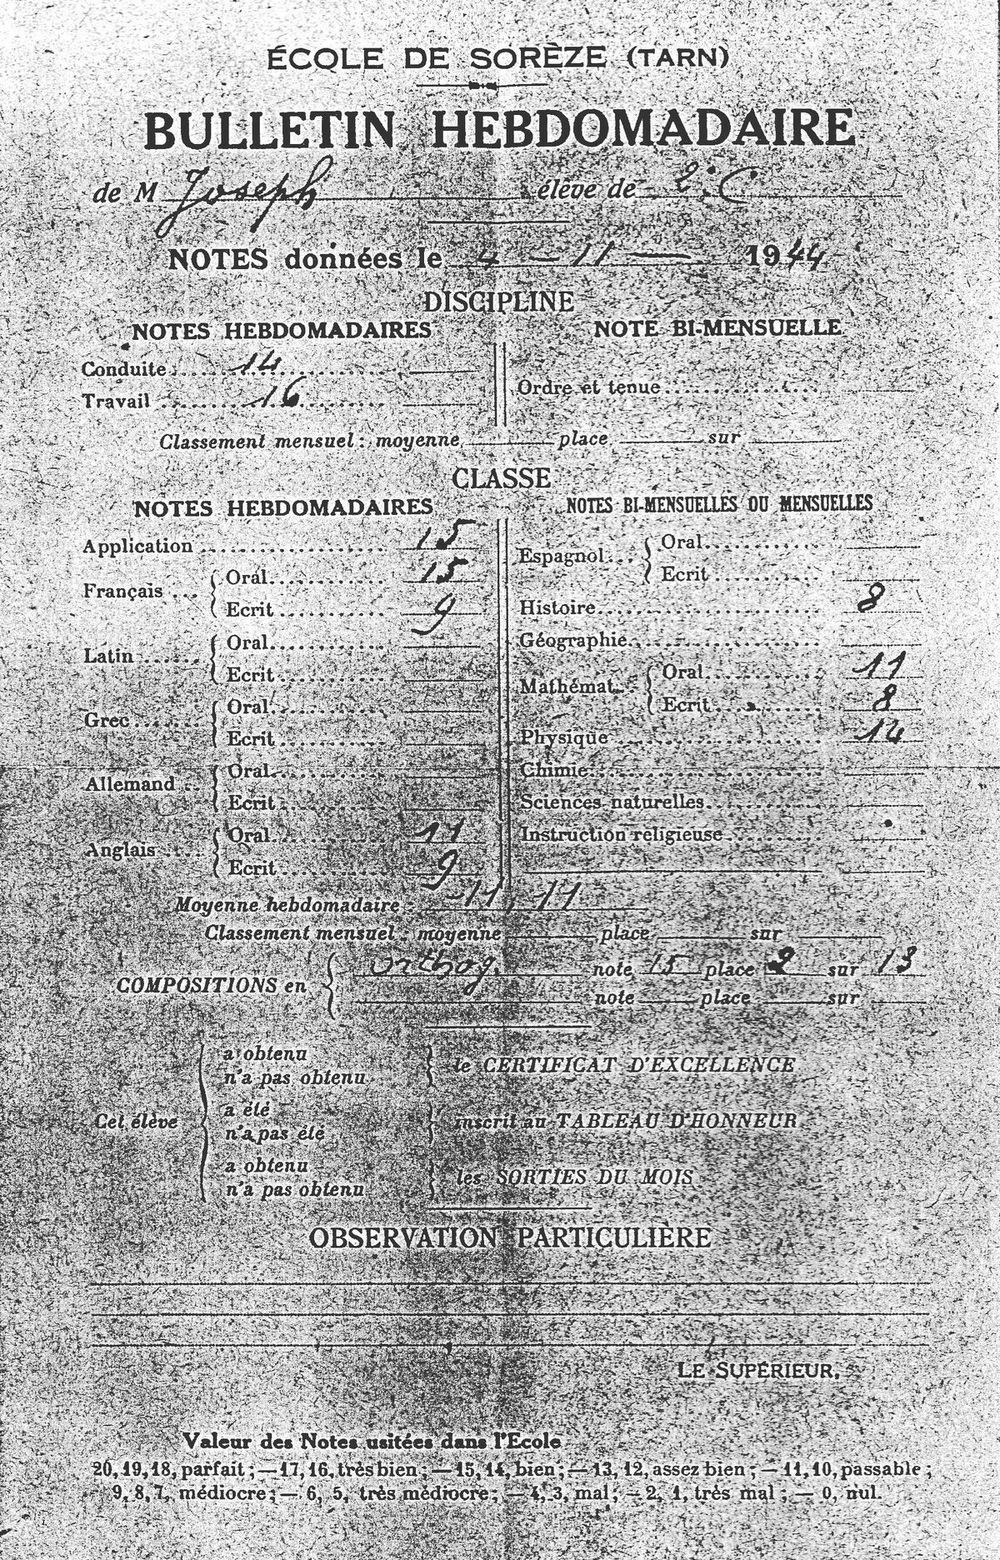 ÉCOLE DE SORÈZE (TARN)
BULLETIN HEBDOMADAIRE
de M Joseph élève de 2e C
NOTES données le 4 - 11 - 1944
DISCIPLINE
NOTES HEBDOMADAIRES NOTE BI-MENSUELLE
Conduite 14
Travail 16
Ordre et tenue
Classement mensuel : moyenne place sur
CLASSE
NOTES HEBDOMADAIRES
Application 15
Français Oral 15
Ecrit 9
Latin Oral
Ecrit
Grec Oral
Ecrit
Allemand Oral
Ecrit
Anglais Oral 11
Ecrit 9
NOTES BI-MENSUELLES OU MENSUELLES
Espagnol Oral
Ecrit
Histoire 8
Géographie
Mathémat. Oral 11
Ecrit 8
Physique 14
Chimie
Sciences naturelles
Instruction religieuse
Moyenne hebdomadaire : 11,11
Classement mensuel : moyenne place sur
COMPOSITIONS en orthog. note 15 place 2 sur 13
note place sur
Cet élève
a obtenu
n'a pas obtenu
le CERTIFICAT D'EXCELLENCE
a été
n'a pas été
inscrit au TABLEAU D'HONNEUR
a obtenu
n'a pas obtenu
les SORTIES DU MOIS
OBSERVATION PARTICULIÈRE
LE SUPÉRIEUR,
Valeur des Notes usitées dans l'Ecole
20, 19, 18, parfait ; — 17, 16, très bien ; — 15, 14, bien ; — 13, 12, assez bien ; — 11, 10, passable ;
9, 8, 7, médiocre ; — 6, 5, très médiocre ; — 4, 3, mal ; — 2, 1, très mal ; — 0, nul.